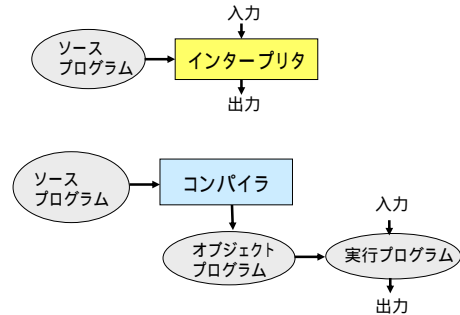 入力
ソース
プログラム
インタープリタ
出力
ソース
プログラム
コンパイラ
入力
オブジェクト
プログラム
実行プログラム
出力